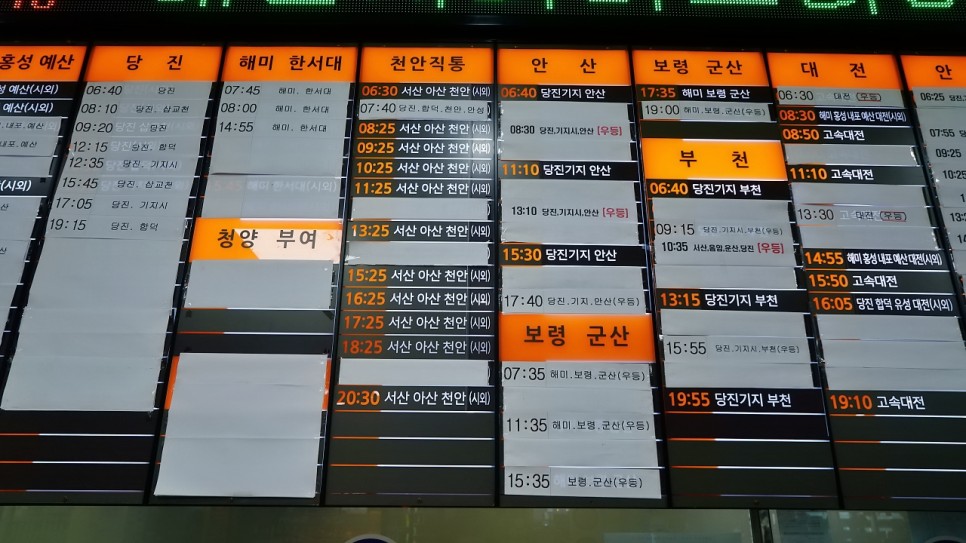 홍성 예산
예산(시외)
예산(시외)
내포.예산
예산(시외)
(시외)
당 진
06:40 당진
08:10 당진, 삽교천
09:20 당진
12:15 당진. 합덕
12:35 당진. 기지시
15:45 당진. 삽교천
17:05 당진. 기지시
19:15 당진. 합덕
해미 한서대
07:45 해미. 한서대
08:00 해미. 한서대
14:55 해미. 한서대
해미 한서대(시외)
청양 부여
천안직통
06:30 서산 아산 천안(시외)
07:40 당진.합덕.천안.안성
08:25 서산 아산 천안(시외)
09:25 서산 아산 천안(시외)
10:25 서산 아산 천안(시외)
11:25 서산 아산 천안(시외)
13:25 서산 아산 천안(시외)
15:25 서산 아산 천안(시외)
16:25 서산 아산 천안(시외)
17:25 서산 아산 천안(시외)
18:25 서산 아산 천안(시외)
20:30 서산 아산 천안(시외)
안 산
06:40 당진기지 안산
08:30 당진,기지시,안산 [우등]
11:10 당진기지 안산
13:10 당진,기지시,안산 [우등]
15:30 당진기지 안산
17:40 당진.기지.안산(우등)
보령 군산
07:35 해미.보령.군산(우등)
11:35 해미.보령.군산(우등)
15:35 보령.군산(우등)
보령 군산
17:35 해미 보령 군산
19:00 해미.보령.군산(우등)
부 천
06:40 당진기지 부천
09:15 당진.기지시.부천(우등)
10:35 서산,음암,운산,당진 [우등]
13:15 당진기지 부천
15:55 당진.기지시.부천(우등)
19:55 당진기지 부천
대 전
06:30 대전 (우등)
08:30 해미 홍성 내포 예산 대전(시외)
08:50 고속대전
11:10 고속대전
13:30 대전 (우등)
14:55 해미 홍성 내포 예산 대전(시외)
15:50 고속대전
16:05 당진 합덕 유성 대전(시외)
19:10 고속대전
안
06:25 당진
07:55
09:25